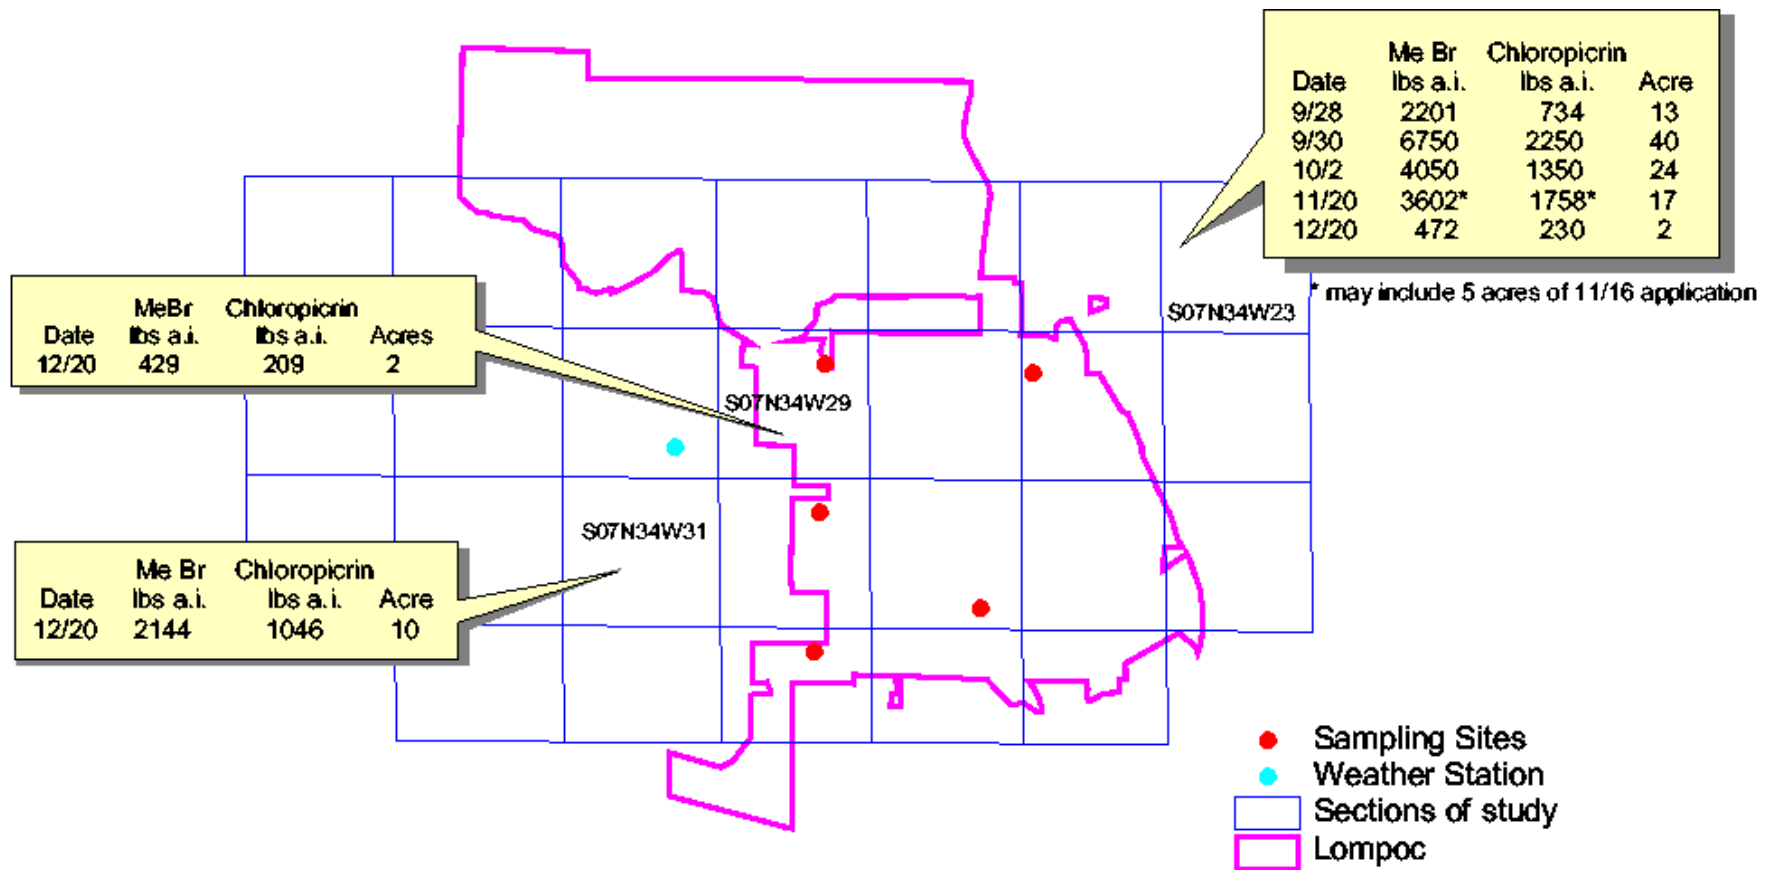 Me Br Chloropicrin
Date lbs a.i. lbs a.i. Acre
9/28 2201 734 13
9/30 6750 2250 40
10/2 4050 1350 24
11/20 3602* 1758* 17
12/20 472 230 2
* may include 5 acres of 11/16 application
S07N34W23
MeBr Chloropicrin
Date lbs a.i. lbs a.i. Acres
12/20 429 209 2
S07N34W29
S07N34W31
Me Br Chloropicrin
Date lbs a.i. lbs a.i. Acre
12/20 2144 1046 10
Sampling Sites
Weather Station
Sections of study
Lompoc